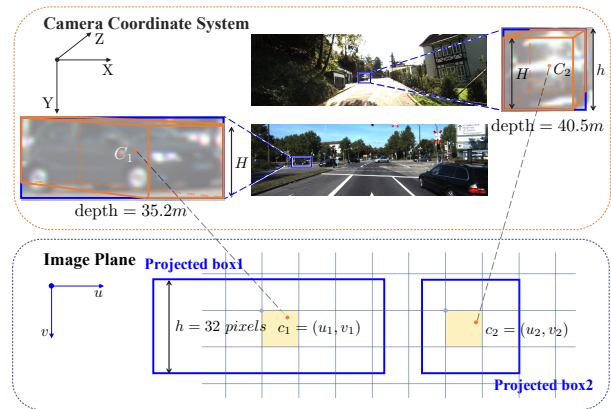 Camera Coordinate System
Z
X
Y
H
C₂
h
depth = 40.5m
C₁
H
depth = 35.2m
Image Plane
Projected box1
u
v
h = 32 pixels
c₁ = (u₁, v₁)
c₂ = (u₂, v₂)
Projected box2